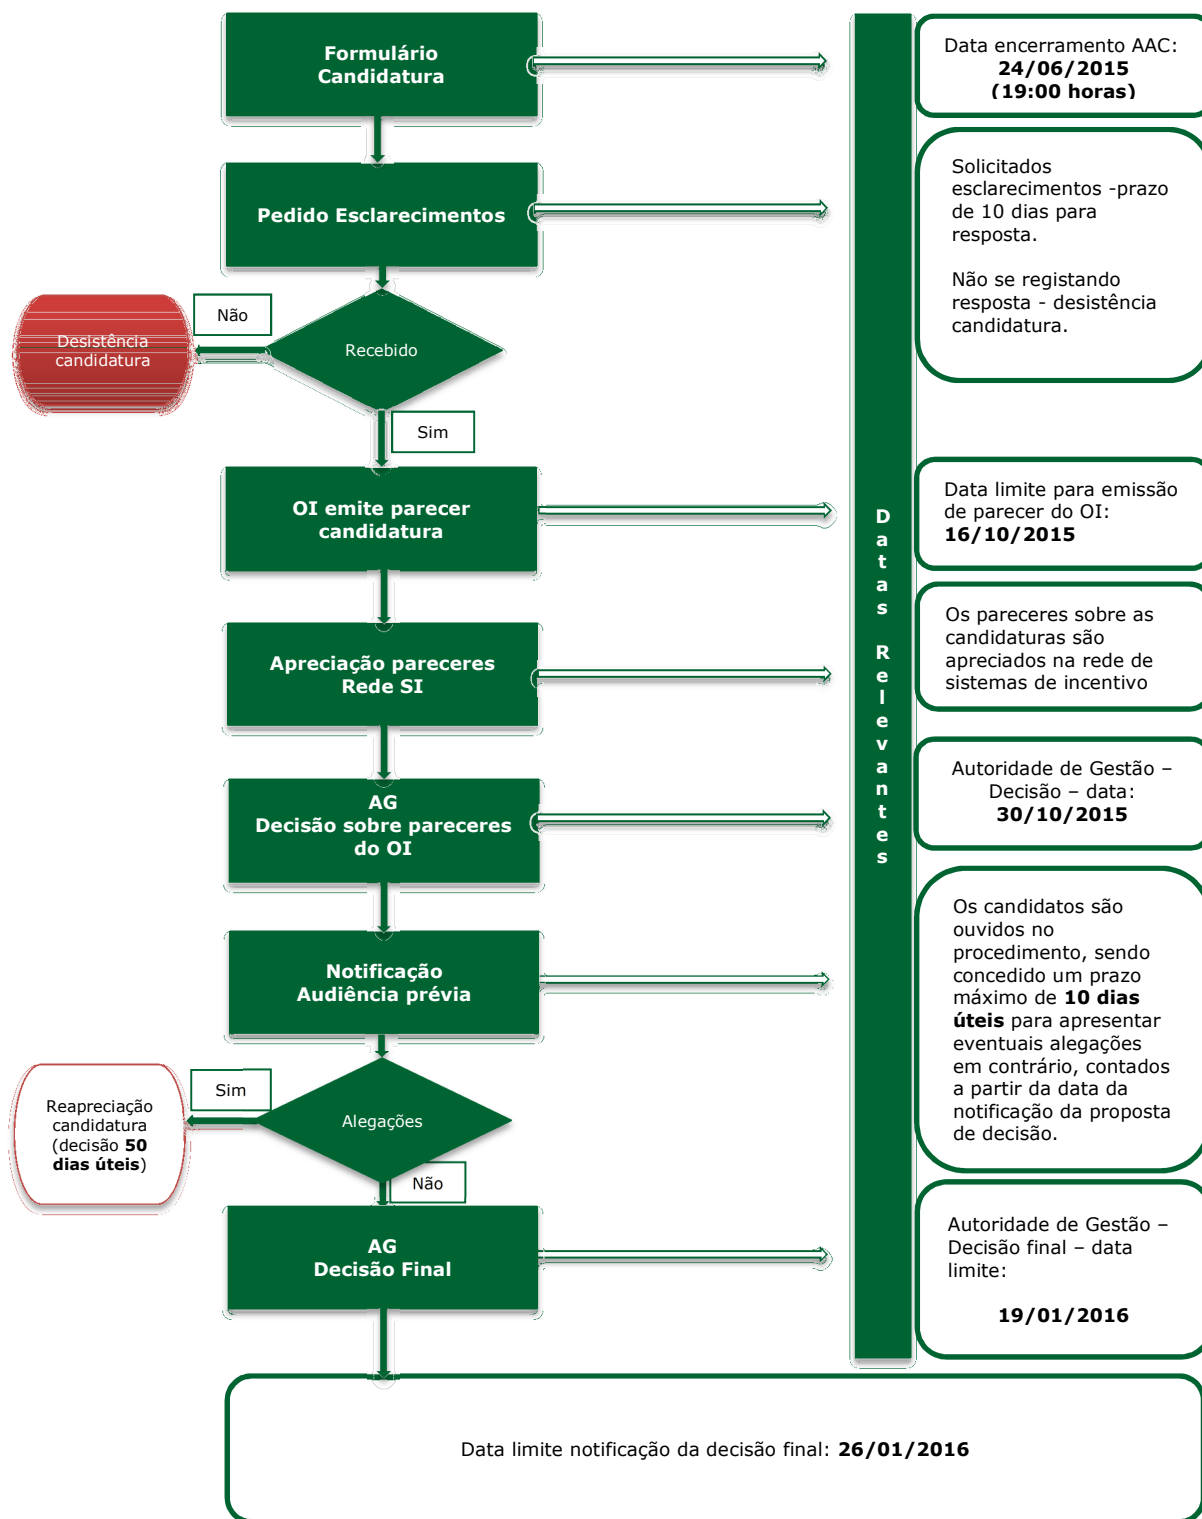 Formulário
Candidatura
Data encerramento AAC:
24/06/2015
(19:00 horas)
Pedido Esclarecimentos
Solicitados
esclarecimentos -prazo
de 10 dias para
resposta.
Não se registando
resposta - desistência
candidatura.
Não
Desistência
candidatura
Recebido
Sim
OI emite parecer
candidatura
Data limite para emissão
de parecer do OI:
16/10/2015
Datas Relevantes
Apreciação pareceres
Rede SI
Os pareceres sobre as
candidaturas são
apreciados na rede de
sistemas de incentivo
AG
Decisão sobre pareceres
do OI
Autoridade de Gestão –
Decisão – data:
30/10/2015
Notificação
Audiência prévia
Os candidatos são
ouvidos no
procedimento, sendo
concedido um prazo
máximo de 10 dias
úteis para apresentar
eventuais alegações
em contrário, contados
a partir da data da
notificação da proposta
de decisão.
Sim
Reapreciação
candidatura
(decisão 50
dias úteis)
Alegações
Não
AG
Decisão Final
Autoridade de Gestão –
Decisão final – data
limite:
19/01/2016
Data limite notificação da decisão final: 26/01/2016